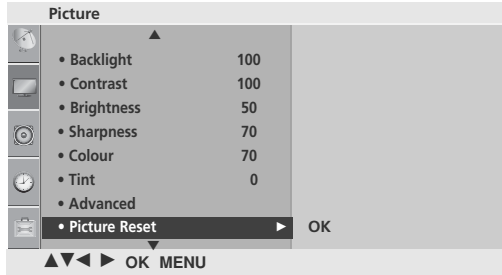 Picture
▲
• Backlight 100
• Contrast 100
• Brightness 50
• Sharpness 70
• Colour 70
• Tint 0
• Advanced
• Picture Reset ► OK
▼
▲▼◄ ► OK MENU